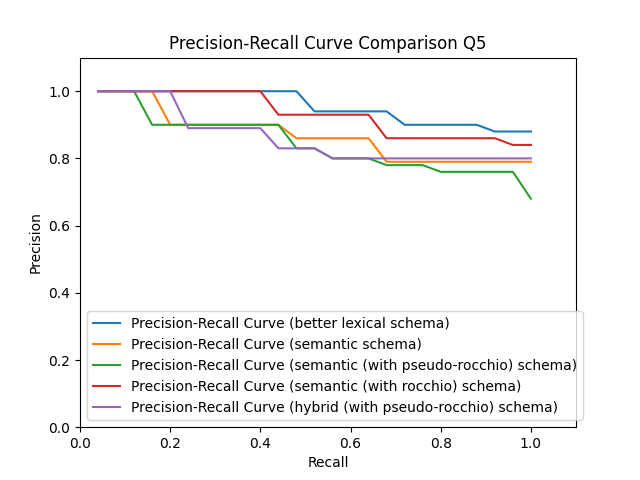 Precision-Recall Curve Comparison Q5
1.0
0.8
0.6
0.4
0.2
0.0
Precision
Precision-Recall Curve (better lexical schema)
Precision-Recall Curve (semantic schema)
Precision-Recall Curve (semantic (with pseudo-rocchio) schema)
Precision-Recall Curve (semantic (with rocchio) schema)
Precision-Recall Curve (hybrid (with pseudo-rocchio) schema)
0.0 0.2 0.4 0.6 0.8 1.0
Recall